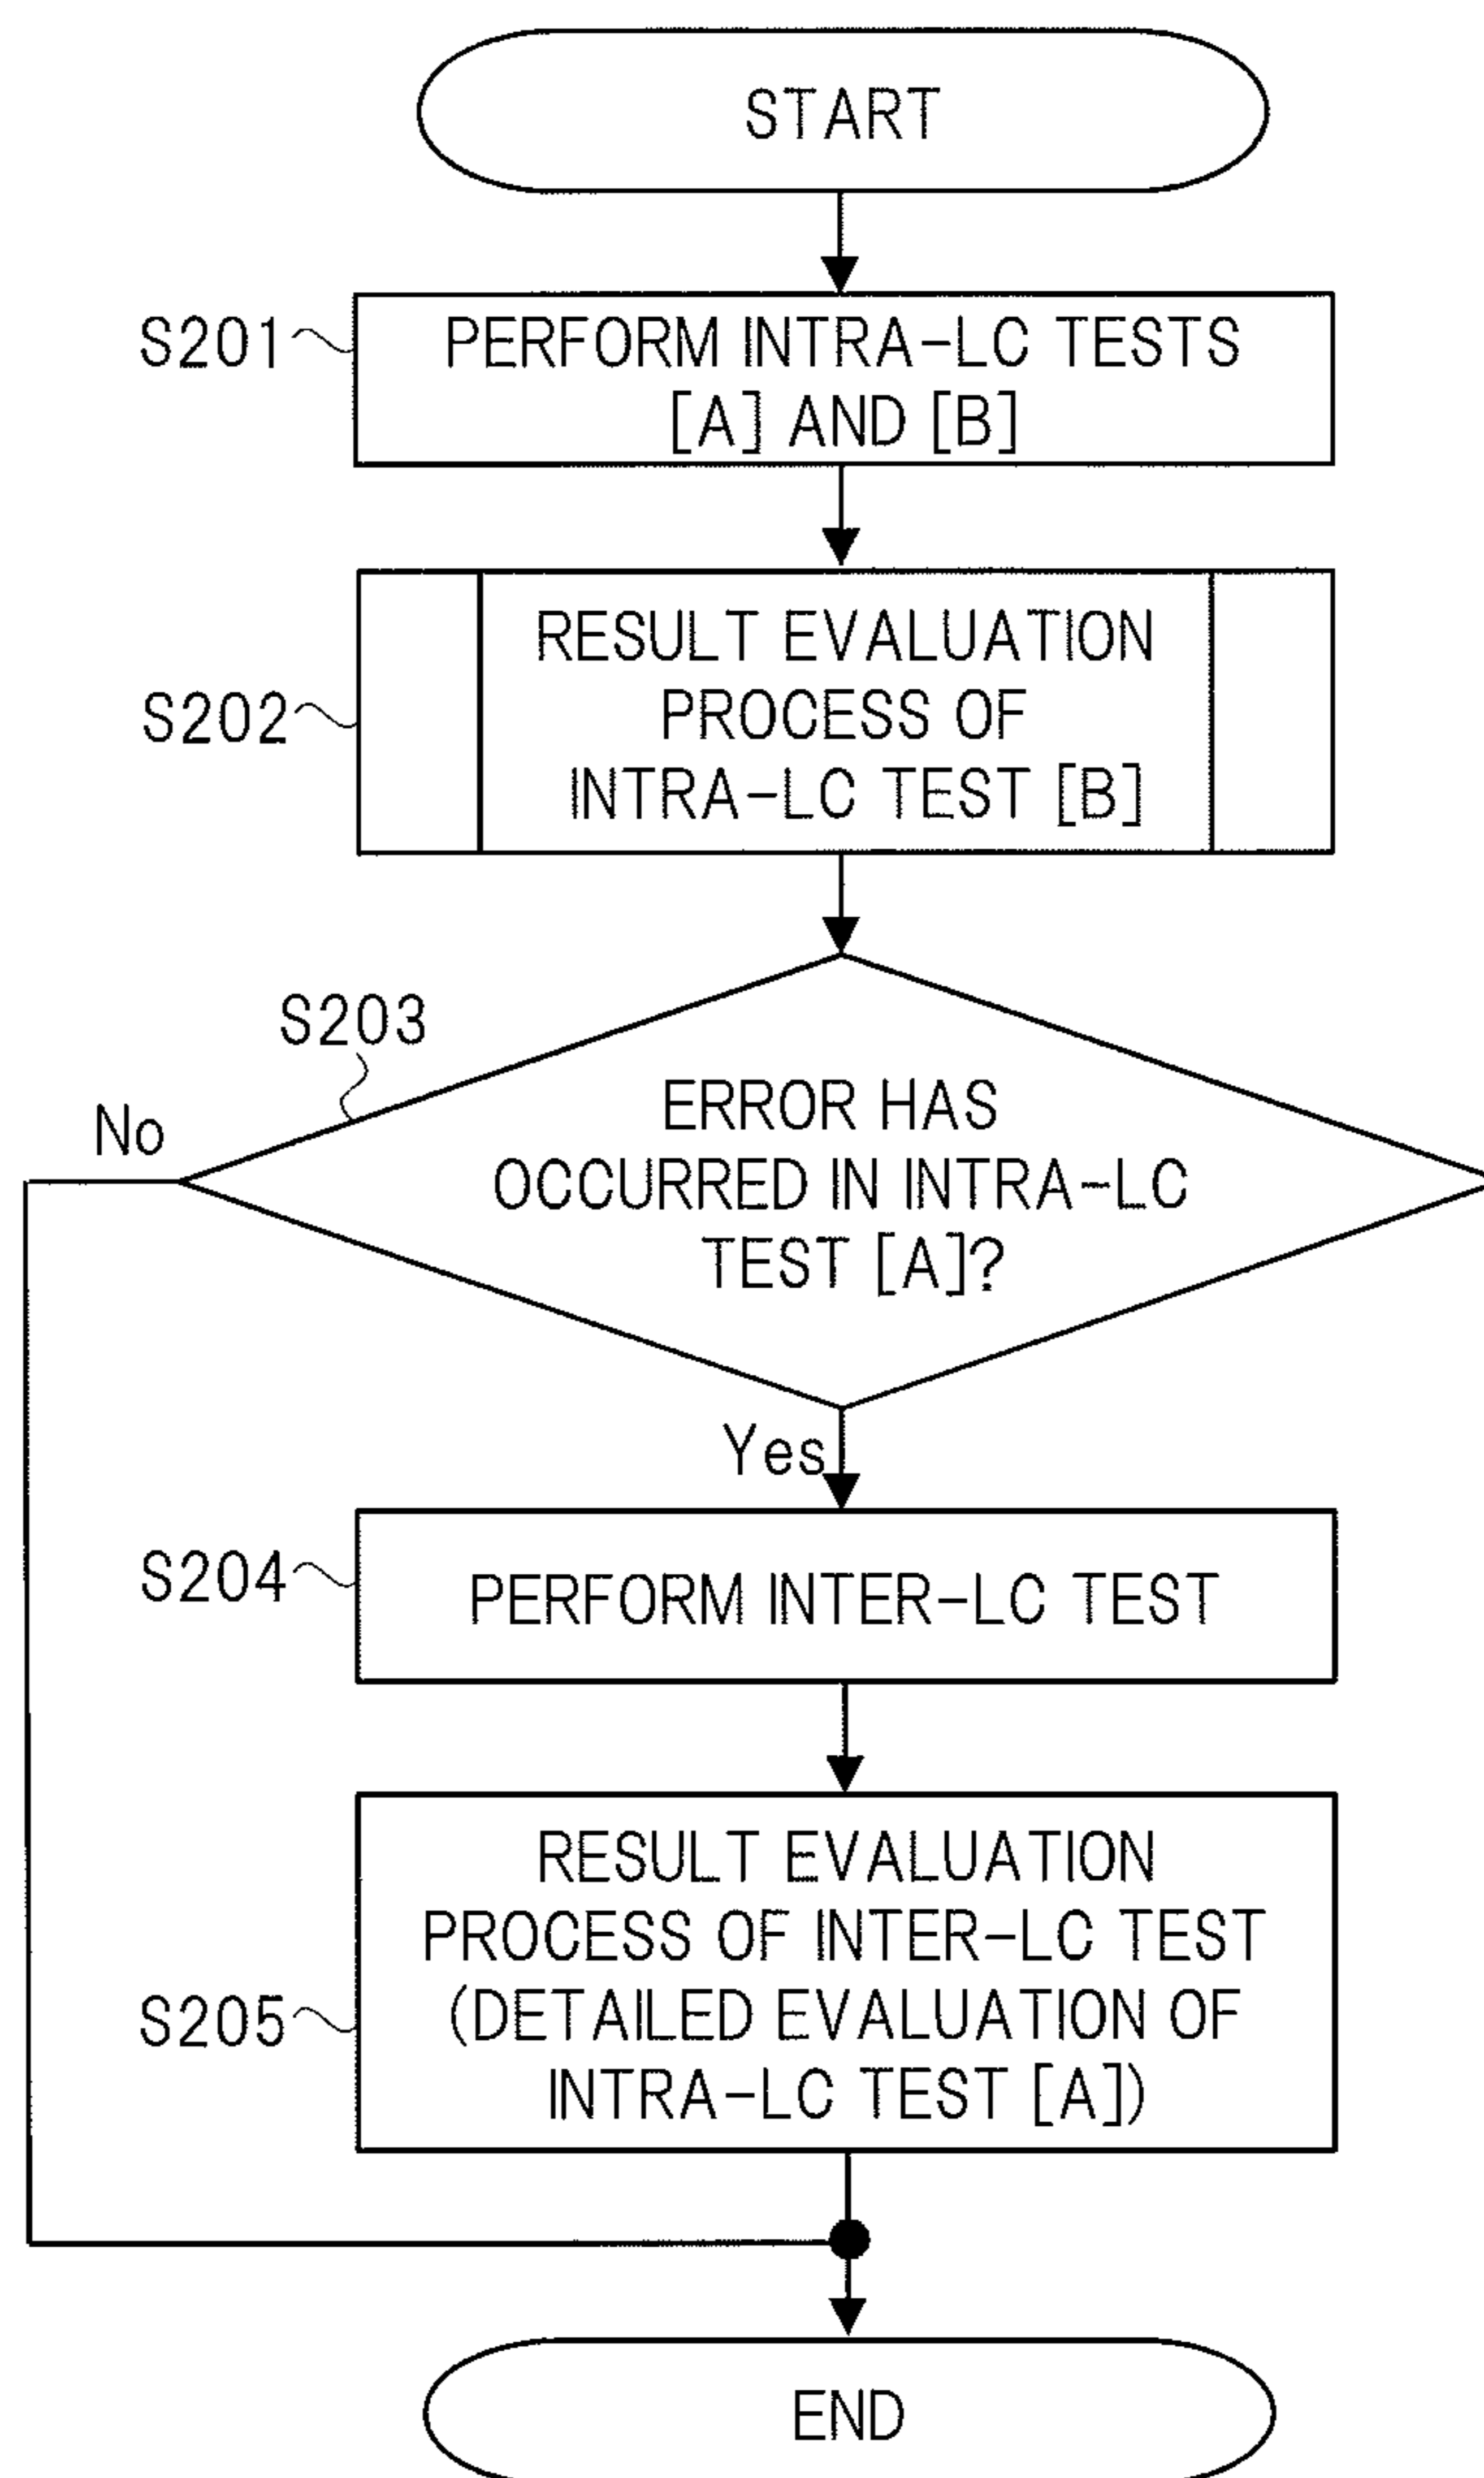 START
S201
PERFORM INTRA-LC TESTS
[A] AND [B]
S202
RESULT EVALUATION
PROCESS OF
INTRA-LC TEST [B]
S203
No
ERROR HAS
OCCURRED IN INTRA-LC
TEST [A]?
Yes
S204
PERFORM INTER-LC TEST
S205
RESULT EVALUATION
PROCESS OF INTER-LC TEST
(DETAILED EVALUATION OF
INTRA-LC TEST [A])
END